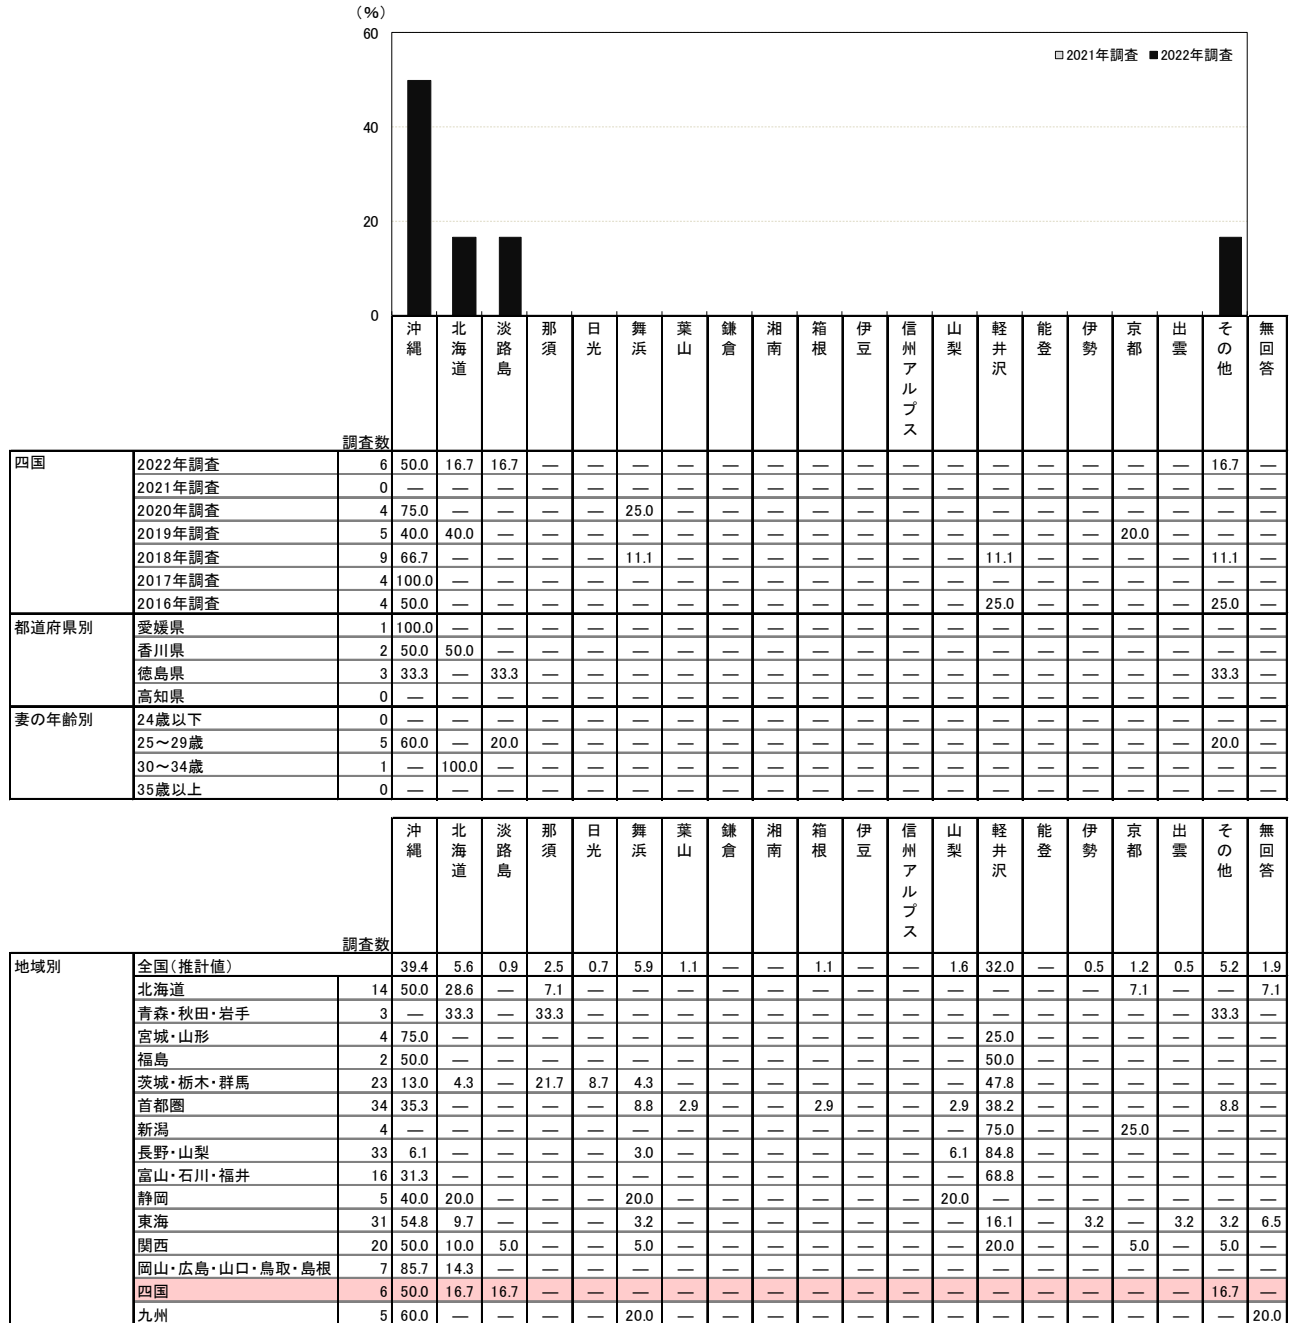 (%)
60
□2021年調査 ■2022年調査
40
20
0
沖縄 北海道 淡路島 那須 日光 舞浜 葉山 鎌倉 湘南 箱根 伊豆 信州アルプス 山梨 軽井沢 能登 伊勢 京都 出雲 その他 無回答
調査数
四国 2022年調査 6 50.0 16.7 16.7 — — — — — — — — — — — — — — — 16.7 —
2021年調査 0 — — — — — — — — — — — — — — — — — — — —
2020年調査 4 75.0 — — — — 25.0 — — — — — — — — — — — — — —
2019年調査 5 40.0 40.0 — — — — — — — — — — — — — — 20.0 — — —
2018年調査 9 66.7 — — — — 11.1 — — — — — — — 11.1 — — — — 11.1 —
2017年調査 4 100.0 — — — — — — — — — — — — — — — — — — —
2016年調査 4 50.0 — — — — — — — — — — — — 25.0 — — — — 25.0 —
都道府県別 愛媛県 1 100.0 — — — — — — — — — — — — — — — — — — —
香川県 2 50.0 50.0 — — — — — — — — — — — — — — — — — —
徳島県 3 33.3 — 33.3 — — — — — — — — — — — — — — — 33.3 —
高知県 0 — — — — — — — — — — — — — — — — — — — —
妻の年齢別 24歳以下 0 — — — — — — — — — — — — — — — — — — — —
25～29歳 5 60.0 — 20.0 — — — — — — — — — — — — — — — 20.0 —
30～34歳 1 — 100.0 — — — — — — — — — — — — — — — — — —
35歳以上 0 — — — — — — — — — — — — — — — — — — — —
沖縄 北海道 淡路島 那須 日光 舞浜 葉山 鎌倉 湘南 箱根 伊豆 信州アルプス 山梨 軽井沢 能登 伊勢 京都 出雲 その他 無回答
調査数
地域別 全国(推計値) 39.4 5.6 0.9 2.5 0.7 5.9 1.1 — — 1.1 — — 1.6 32.0 — 0.5 1.2 0.5 5.2 1.9
北海道 14 50.0 28.6 — 7.1 — — — — — — — — — — — — 7.1 — — 7.1
青森・秋田・岩手 3 — 33.3 — 33.3 — — — — — — — — — — — — — — 33.3 —
宮城・山形 4 75.0 — — — — — — — — — — — — 25.0 — — — — — —
福島 2 50.0 — — — — — — — — — — — — 50.0 — — — — — —
茨城・栃木・群馬 23 13.0 4.3 — 21.7 8.7 4.3 — — — — — — — 47.8 — — — — — —
首都圏 34 35.3 — — — — 8.8 2.9 — — 2.9 — — 2.9 38.2 — — — — 8.8 —
新潟 4 — — — — — — — — — — — — — 75.0 — — 25.0 — — —
長野・山梨 33 6.1 — — — — 3.0 — — — — — — 6.1 84.8 — — — — — —
富山・石川・福井 16 31.3 — — — — — — — — — — — — 68.8 — — — — — —
静岡 5 40.0 20.0 — — — 20.0 — — — — — — 20.0 — — — — — — —
東海 31 54.8 9.7 — — — 3.2 — — — — — — — 16.1 — 3.2 — 3.2 3.2 6.5
関西 20 50.0 10.0 5.0 — — 5.0 — — — — — — — 20.0 — — 5.0 — 5.0 —
岡山・広島・山口・鳥取・島根 7 85.7 14.3 — — — — — — — — — — — — — — — — — —
四国 6 50.0 16.7 16.7 — — — — — — — — — — — — — — — 16.7 —
九州 5 60.0 — — — — 20.0 — — — — — — — — — — — — — 20.0